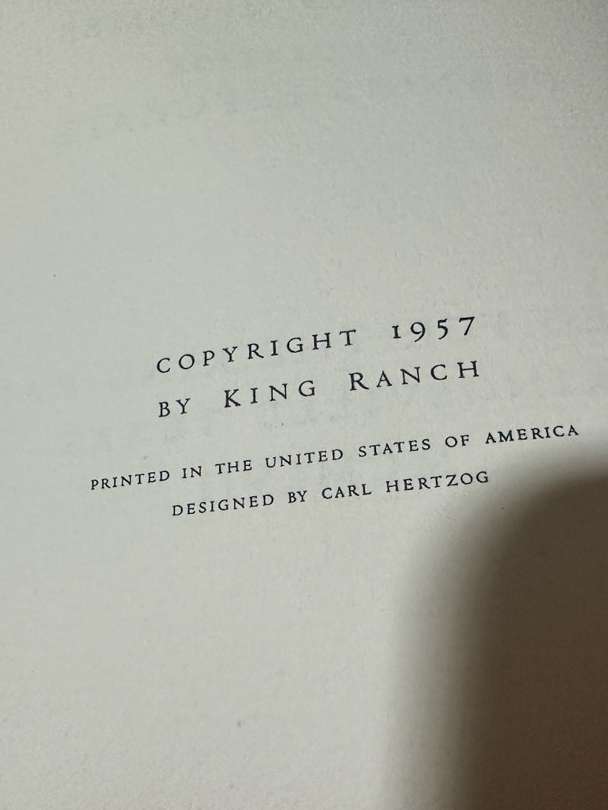 COPYRIGHT 1957
BY KING RANCH
PRINTED IN THE UNITED STATES OF AMERICA
DESIGNED BY CARL HERTZOG